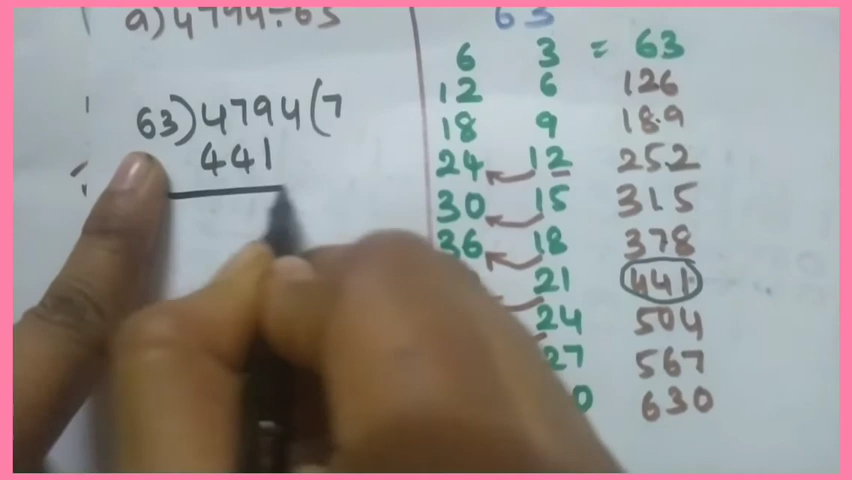 a) 4794÷63
63)4794(7
441
63
6 3 = 63
12 6 126
18 9 189
24 12 252
30 15 315
36 18 378
21 441
24 504
27 567
0 630